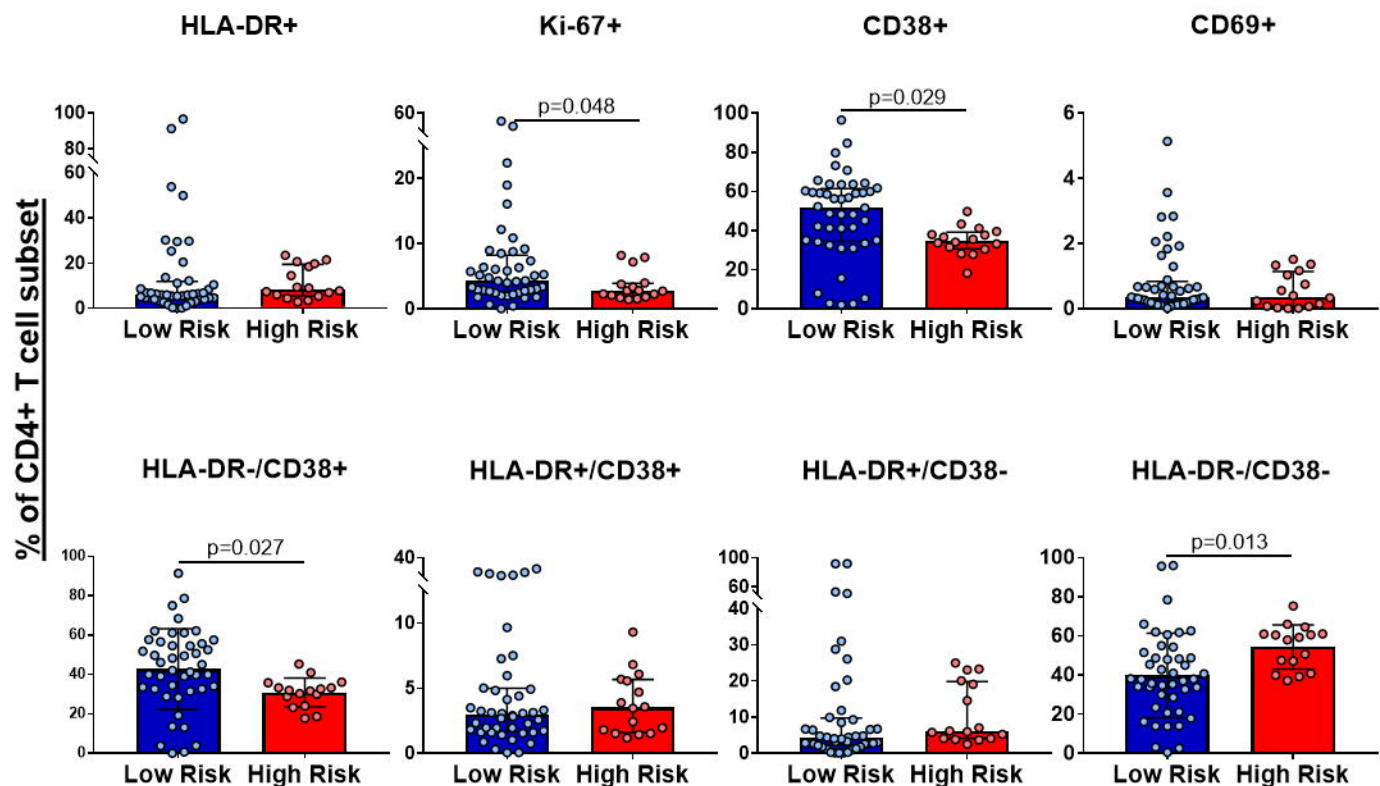 HLA-DR+ Ki-67+ CD38+ CD69+
% of CD4+ T cell subset
100
80
60
40
20
0
Low Risk High Risk
p=0.048
60
20
10
0
Low Risk High Risk
p=0.029
100
80
60
40
20
0
Low Risk High Risk
6
4
2
0
Low Risk High Risk
HLA-DR-/CD38+ HLA-DR+/CD38+ HLA-DR+/CD38- HLA-DR-/CD38-
p=0.027
100
80
60
40
20
0
Low Risk High Risk
40
10
5
0
Low Risk High Risk
100
80
60
40
30
20
10
0
Low Risk High Risk
p=0.013
100
80
60
40
20
0
Low Risk High Risk